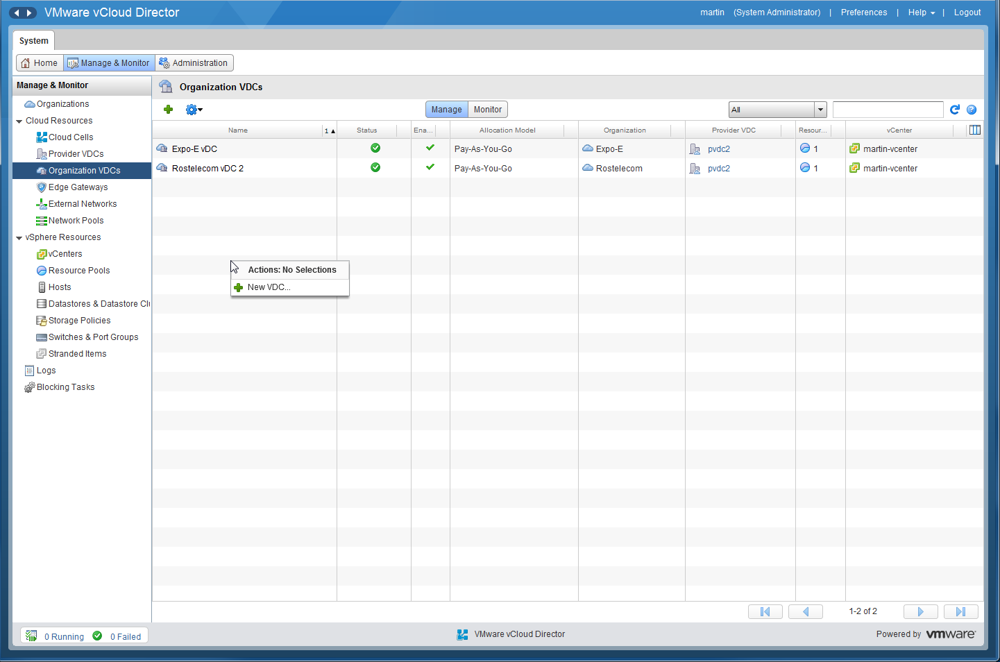 VMware vCloud Director
martin (System Administrator) | Preferences | Help | Logout
System
Home Manage & Monitor Administration
Manage & Monitor
Organizations
Cloud Resources
Cloud Cells
Provider VDCs
Organization VDCs
Edge Gateways
External Networks
Network Pools
vSphere Resources
vCenters
Resource Pools
Hosts
Datastores & Datastore Clu
Storage Policies
Switches & Port Groups
Stranded Items
Logs
Blocking Tasks
Organization VDCs
Manage Monitor All
Name 1 ▲ Status Ena... Allocation Model Organization Provider VDC Resour... vCenter
Expo-E vDC Pay-As-You-Go Expo-E pvdc2 1 martin-vcenter
Rostelecom vDC 2 Pay-As-You-Go Rostelecom pvdc2 1 martin-vcenter
Actions: No Selections
New VDC...
1-2 of 2
0 Running 0 Failed
VMware vCloud Director
Powered by vmware